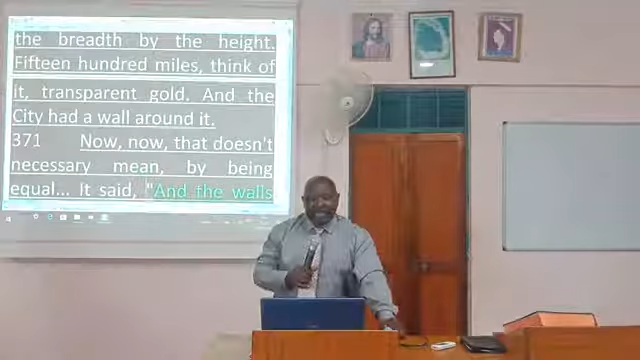 the breadth by the height.
Fifteen hundred miles, think of
it, transparent gold. And the
City had a wall around it.
371 Now, now, that doesn't
necessary mean, by being
equal... It said, "And the walls